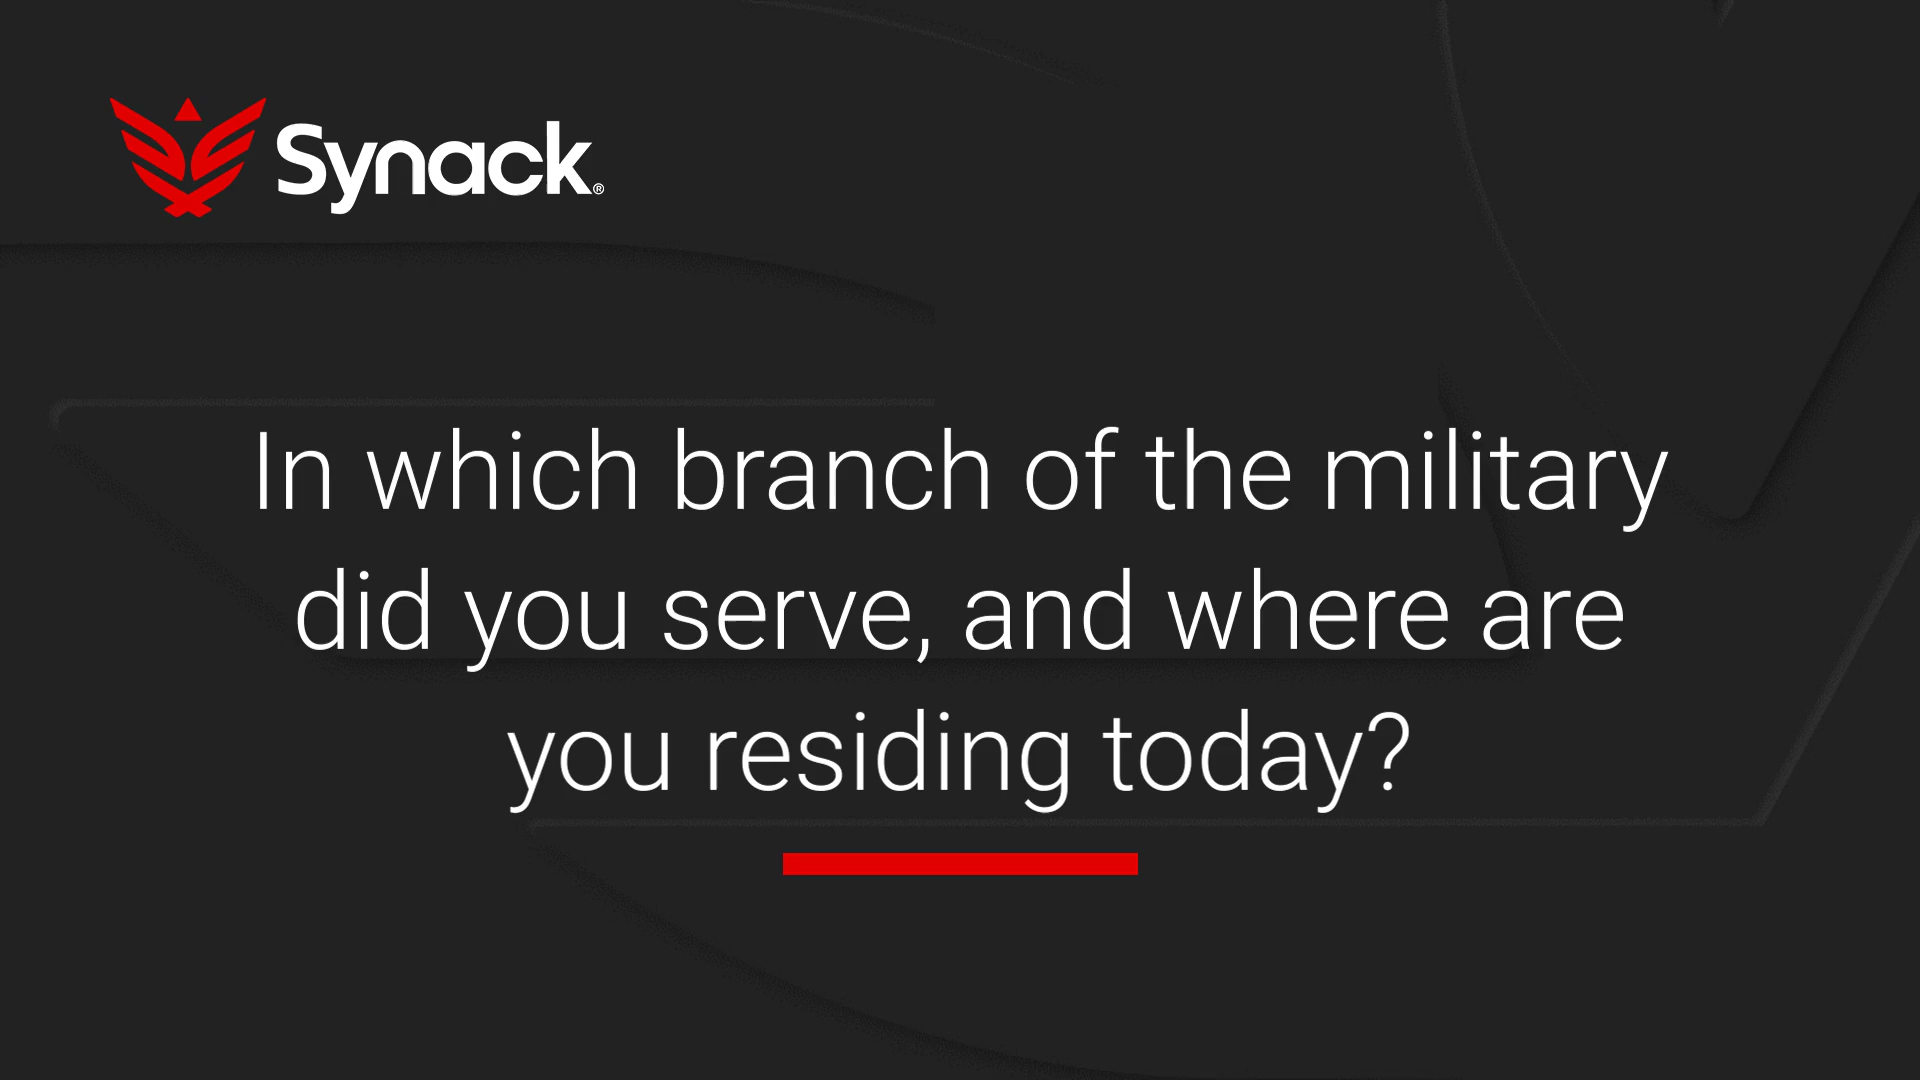 Synack®
In which branch of the military
did you serve, and where are
you residing today?